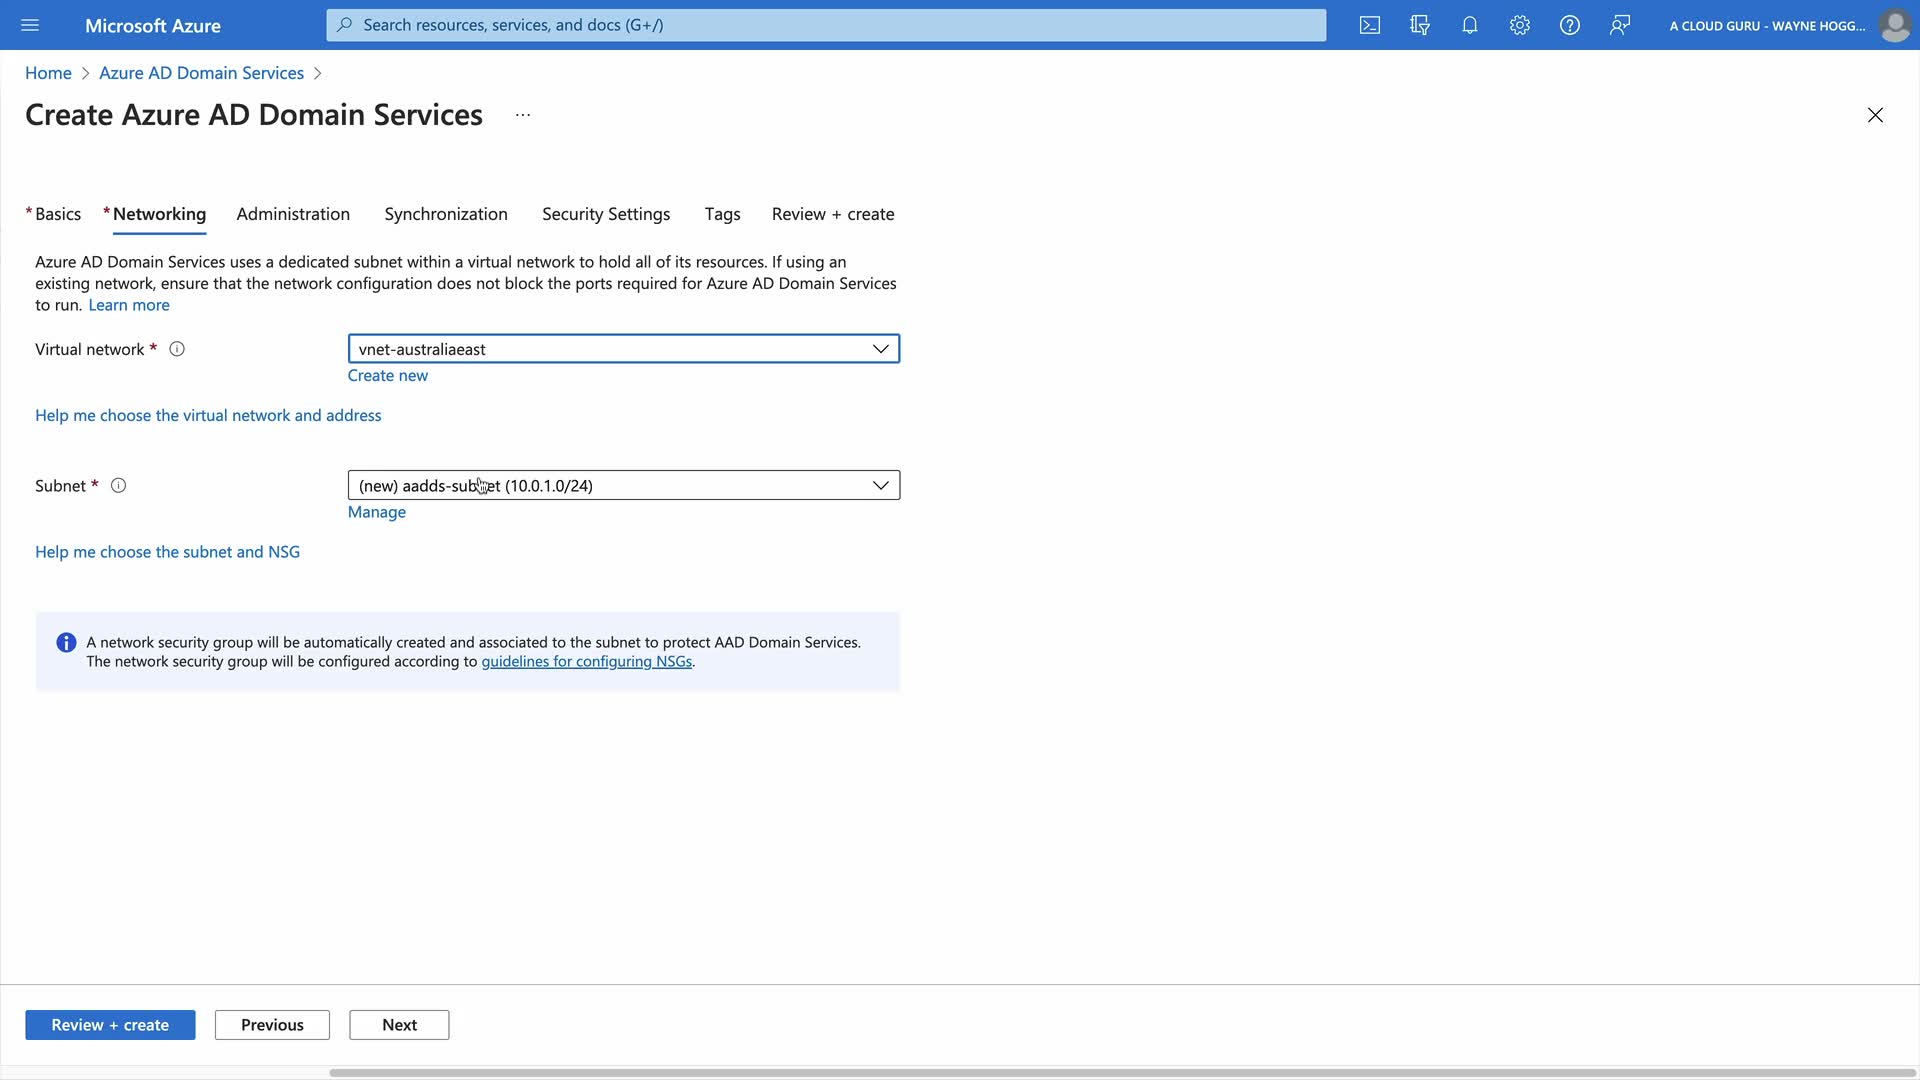 Microsoft Azure
Search resources, services, and docs (G+/)
A CLOUD GURU - WAYNE HOGG...
Home > Azure AD Domain Services >
Create Azure AD Domain Services ...
* Basics
* Networking
Administration
Synchronization
Security Settings
Tags
Review + create
Azure AD Domain Services uses a dedicated subnet within a virtual network to hold all of its resources. If using an
existing network, ensure that the network configuration does not block the ports required for Azure AD Domain Services
to run. Learn more
Virtual network *
vnet-australiaeast
Create new
Help me choose the virtual network and address
Subnet *
(new) aadds-subnet (10.0.1.0/24)
Manage
Help me choose the subnet and NSG
A network security group will be automatically created and associated to the subnet to protect AAD Domain Services.
The network security group will be configured according to guidelines for configuring NSGs.
Review + create
Previous
Next